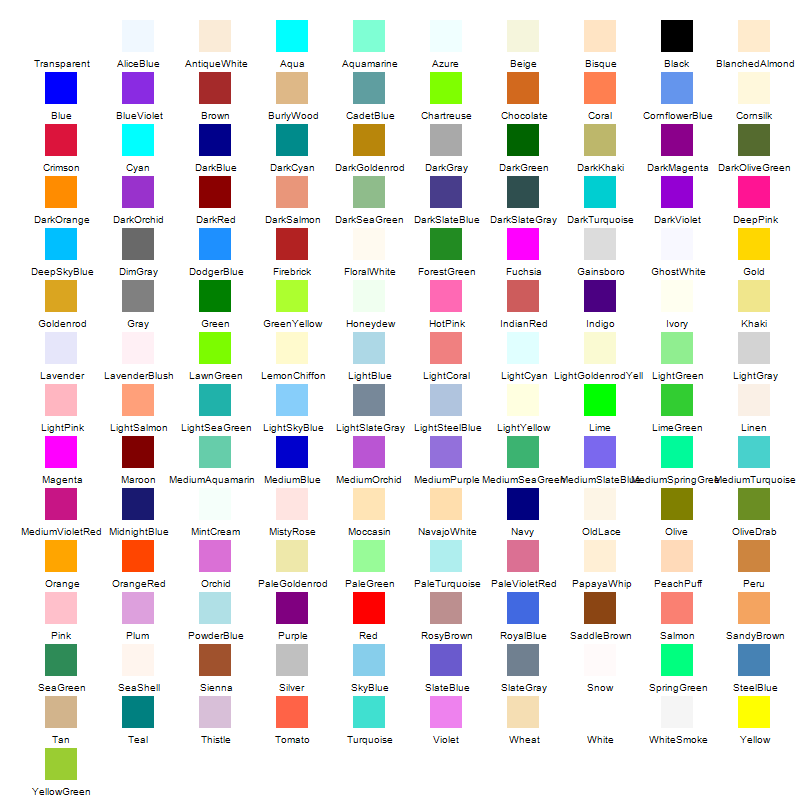 Transparent AliceBlue AntiqueWhite Aqua Aquamarine Azure Beige Bisque Black BlanchedAlmond
Blue BlueViolet Brown BurlyWood CadetBlue Chartreuse Chocolate Coral CornflowerBlue Cornsilk
Crimson Cyan DarkBlue DarkCyan DarkGoldenrod DarkGray DarkGreen DarkKhaki DarkMagenta DarkOliveGreen
DarkOrange DarkOrchid DarkRed DarkSalmon DarkSeaGreen DarkSlateBlue DarkSlateGray DarkTurquoise DarkViolet DeepPink
DeepSkyBlue DimGray DodgerBlue Firebrick FloralWhite ForestGreen Fuchsia Gainsboro GhostWhite Gold
Goldenrod Gray Green GreenYellow Honeydew HotPink IndianRed Indigo Ivory Khaki
Lavender LavenderBlush LawnGreen LemonChiffon LightBlue LightCoral LightCyan LightGoldenrodYell LightGreen LightGray
LightPink LightSalmon LightSeaGreen LightSkyBlue LightSlateGray LightSteelBlue LightYellow Lime LimeGreen Linen
Magenta Maroon MediumAquamarin MediumBlue MediumOrchid MediumPurple MediumSeaGreen MediumSlateBlue MediumSpringGree MediumTurquoise
MediumVioletRed MidnightBlue MintCream MistyRose Moccasin NavajoWhite Navy OldLace Olive OliveDrab
Orange OrangeRed Orchid PaleGoldenrod PaleGreen PaleTurquoise PaleVioletRed PapayaWhip PeachPuff Peru
Pink Plum PowderBlue Purple Red RosyBrown RoyalBlue SaddleBrown Salmon SandyBrown
SeaGreen SeaShell Sienna Silver SkyBlue SlateBlue SlateGray Snow SpringGreen SteelBlue
Tan Teal Thistle Tomato Turquoise Violet Wheat White WhiteSmoke Yellow
YellowGreen